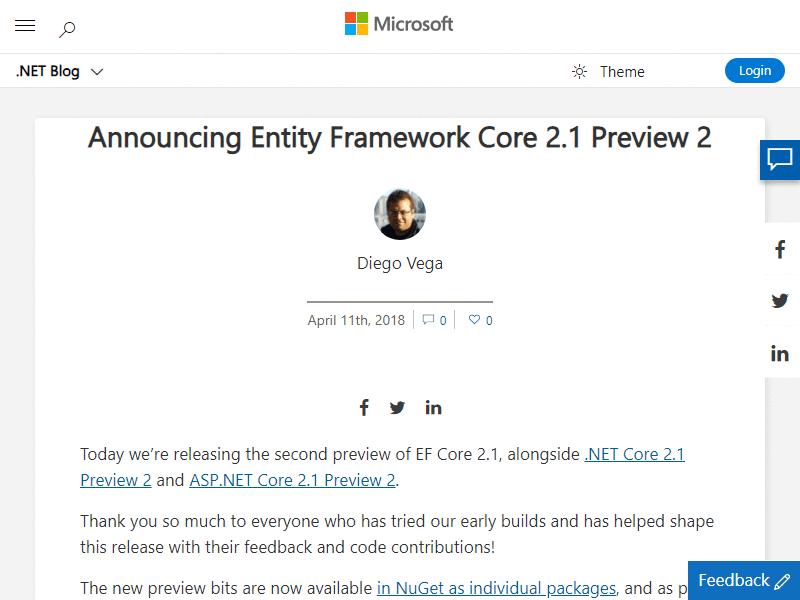 Microsoft
.NET Blog
Theme
Login
Announcing Entity Framework Core 2.1 Preview 2
Diego Vega
April 11th, 2018 0 0
Today we’re releasing the second preview of EF Core 2.1, alongside .NET Core 2.1
Preview 2 and ASP.NET Core 2.1 Preview 2.
Thank you so much to everyone who has tried our early builds and has helped shape
this release with their feedback and code contributions!
The new preview bits are now available in NuGet as individual packages, and as p
Feedback